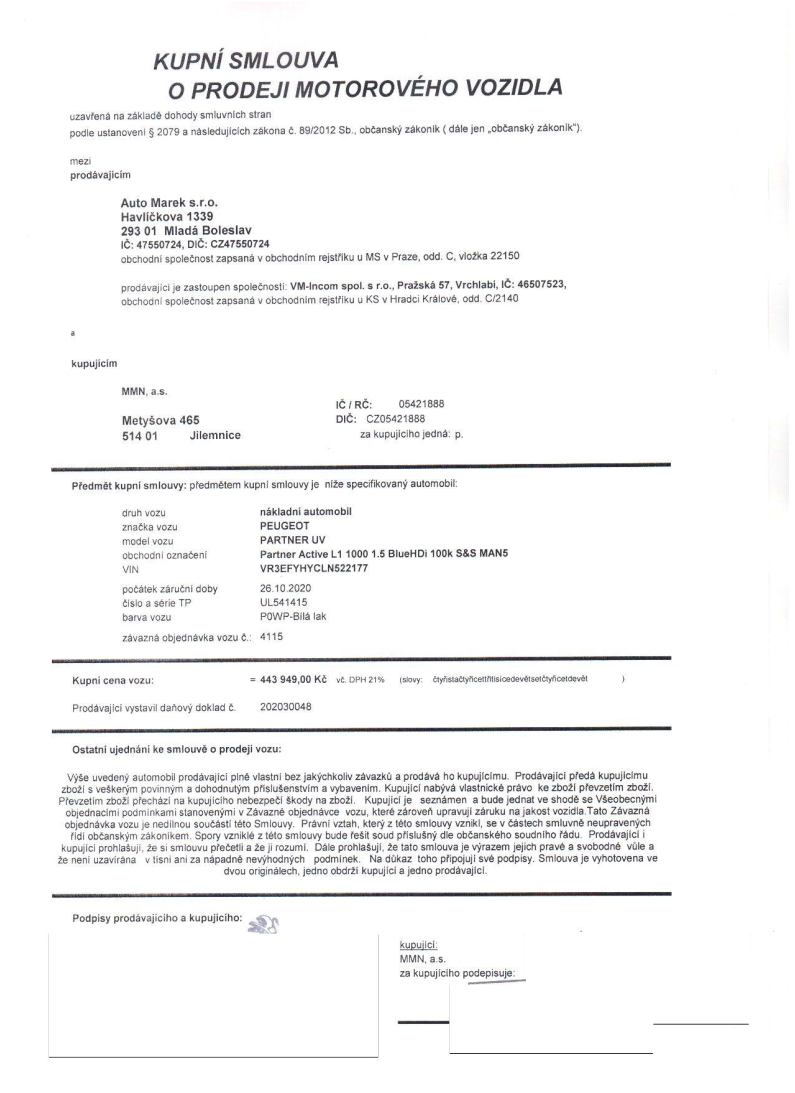 KUPNÍ SMLOUVA
O PRODEJI MOTOROVÉHO VOZIDLA
uzavřená na základě dohody smluvních stran
podle ustanovení § 2079 a následujících zákona č. 89/2012 Sb., občanský zákoník ( dále jen „občanský zákoník").
mezi
prodávajícím
Auto Marek s.r.o.
Havlíčkova 1339
293 01 Mladá Boleslav
IČ: 47550724, DIČ: CZ47550724
obchodní společnost zapsaná v obchodním rejstříku u MS v Praze, odd. C, vložka 22150
prodávající je zastoupen společností: VM-Incom spol. s r.o., Pražská 57, Vrchlabí, IČ: 46507523,
obchodní společnost zapsaná v obchodním rejstříku u KS v Hradci Králové, odd. C/2140
a
kupujícím
MMN, a.s.
IČ / RČ: 05421888
Metyšova 465 DIČ: CZ05421888
514 01 Jilemnice za kupujícího jedná: p.
Předmět kupní smlouvy: předmětem kupní smlouvy je níže specifikovaný automobil:
druh vozu nákladní automobil
značka vozu PEUGEOT
model vozu PARTNER UV
obchodní označení Partner Active L1 1000 1.5 BlueHDi 100k S&S MAN5
VIN VR3EFYHYCLN522177
počátek záruční doby 26.10.2020
číslo a série TP UL541415
barva vozu P0WP-Bílá lak
závazná objednávka vozu č.: 4115
Kupní cena vozu: = 443 949,00 Kč vč. DPH 21% (slovy: čtyřistačtyřicettřitisícedevětsetčtyřicetdevět )
Prodávající vystavil daňový doklad č. 202030048
Ostatní ujednání ke smlouvě o prodeji vozu:
Výše uvedený automobil prodávající plně vlastní bez jakýchkoliv závazků a prodává ho kupujícímu. Prodávající předá kupujícímu
zboží s veškerým povinným a dohodnutým příslušenstvím a vybavením. Kupující nabývá vlastnické právo ke zboží převzetím zboží.
Převzetím zboží přechází na kupujícího nebezpečí škody na zboží. Kupující je seznámen a bude jednat ve shodě se Všeobecnými
objednacími podmínkami stanovenými v Závazné objednávce vozu, které zároveň upravují záruku na jakost vozidla.Tato Závazná
objednávka vozu je nedílnou součástí této Smlouvy. Právní vztah, který z této smlouvy vznikl, se v částech smluvně neupravených
řídí občanským zákoníkem. Spory vzniklé z této smlouvy bude řešit soud příslušný dle občanského soudního řádu. Prodávající i
kupující prohlašují, že si smlouvu přečetli a že jí rozumí. Dále prohlašují, že tato smlouva je výrazem jejich pravé a svobodné vůle a
že není uzavírána v tísni ani za nápadně nevýhodných podmínek. Na důkaz toho připojují své podpisy. Smlouva je vyhotovena ve
dvou originálech, jedno obdrží kupující a jedno prodávající.
Podpisy prodávajícího a kupujícího:
kupující:
MMN, a.s.
za kupujícího podepisuje: